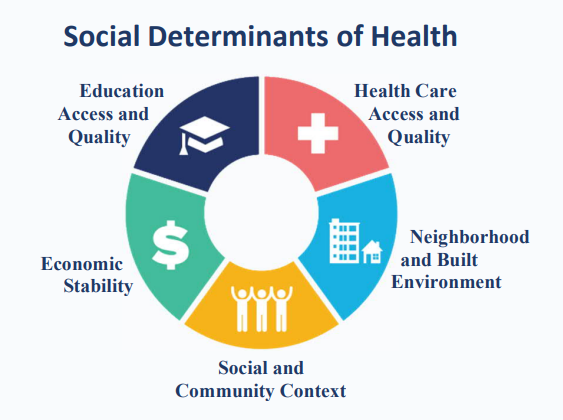 Social Determinants of Health
Education
Access and
Quality
Health Care
Access and
Quality
Neighborhood
and Built
Environment
Economic
Stability
$
Social and
Community Context